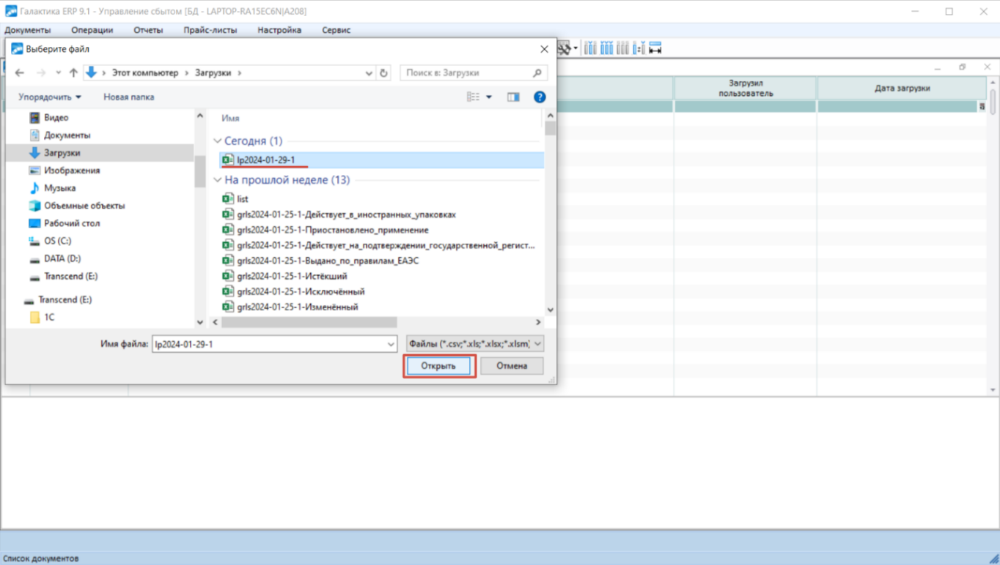 Галактика ERP 9.1 - Управление сбытом [БД - LAPTOP-RA15EC6N|A208]
Документы Операции Отчеты Прайс-листы Настройка Сервис
Выберите файл
Этот компьютер > Загрузки >
Поиск в: Загрузки
Упорядочить Новая папка
Видео
Документы
Загрузки
Изображения
Музыка
Объемные объекты
Рабочий стол
OS (C:)
DATA (D:)
Transcend (E:)
Transcend (E:)
1C
Имя
Сегодня (1)
lp2024-01-29-1
На прошлой неделе (13)
list
grls2024-01-25-1-Действует_в_иностранных_упаковках
grls2024-01-25-1-Приостановлено_применение
grls2024-01-25-1-Действует_на_подтверждении_государственной_регист...
grls2024-01-25-1-Выдано_по_правилам_ЕАЭС
grls2024-01-25-1-Истёкший
grls2024-01-25-1-Исключённый
grls2024-01-25-1-Изменённый
Имя файла: lp2024-01-29-1
Файлы (*.csv;*.xls;*.xlsx;*.xlsm)
Открыть Отмена
Загрузил
пользователь
Дата загрузки
Список документов